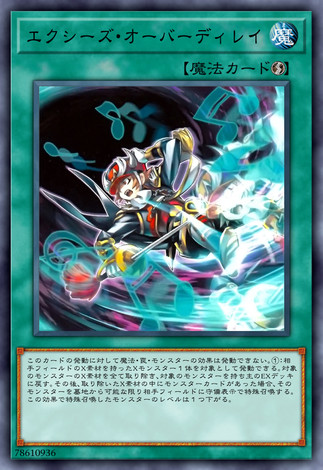 エクシーズ・オーバーディレイ
魔
【魔法カード】
このカードの発動に対して魔法・罠・モンスターの効果は発動できない。①：相
手フィールドのX素材を持ったXモンスター１体を対象として発動できる。対象
のモンスターのX素材を全て取り除き、対象のモンスターを持ち主のEXデッキ
に戻す。その後、取り除いたX素材の中にモンスターカードがあった場合、その
モンスターを墓地から可能な限り相手フィールドに守備表示で特殊召喚する。
この効果で特殊召喚したモンスターのレベルは１つ下がる。
78610936